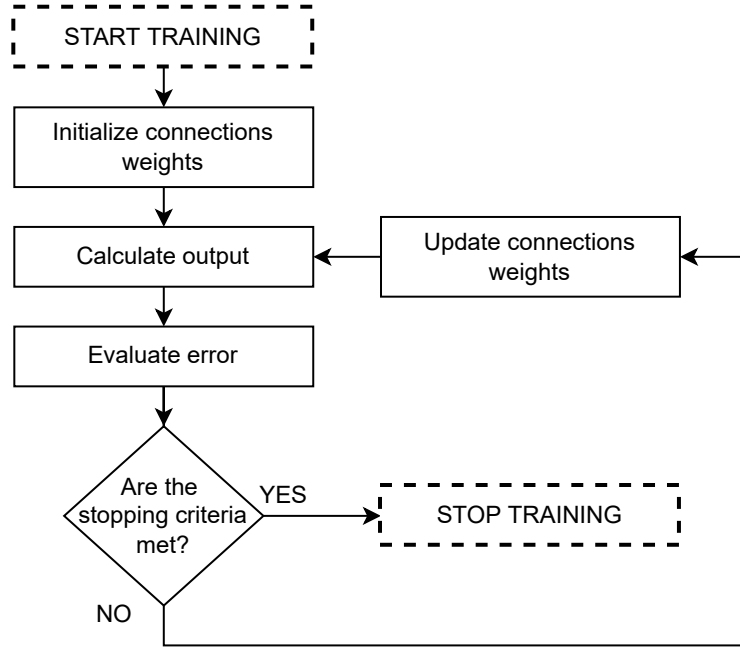 START TRAINING
Initialize connections
weights
Calculate output
Update connections
weights
Evaluate error
Are the
stopping criteria
met?
YES
STOP TRAINING
NO